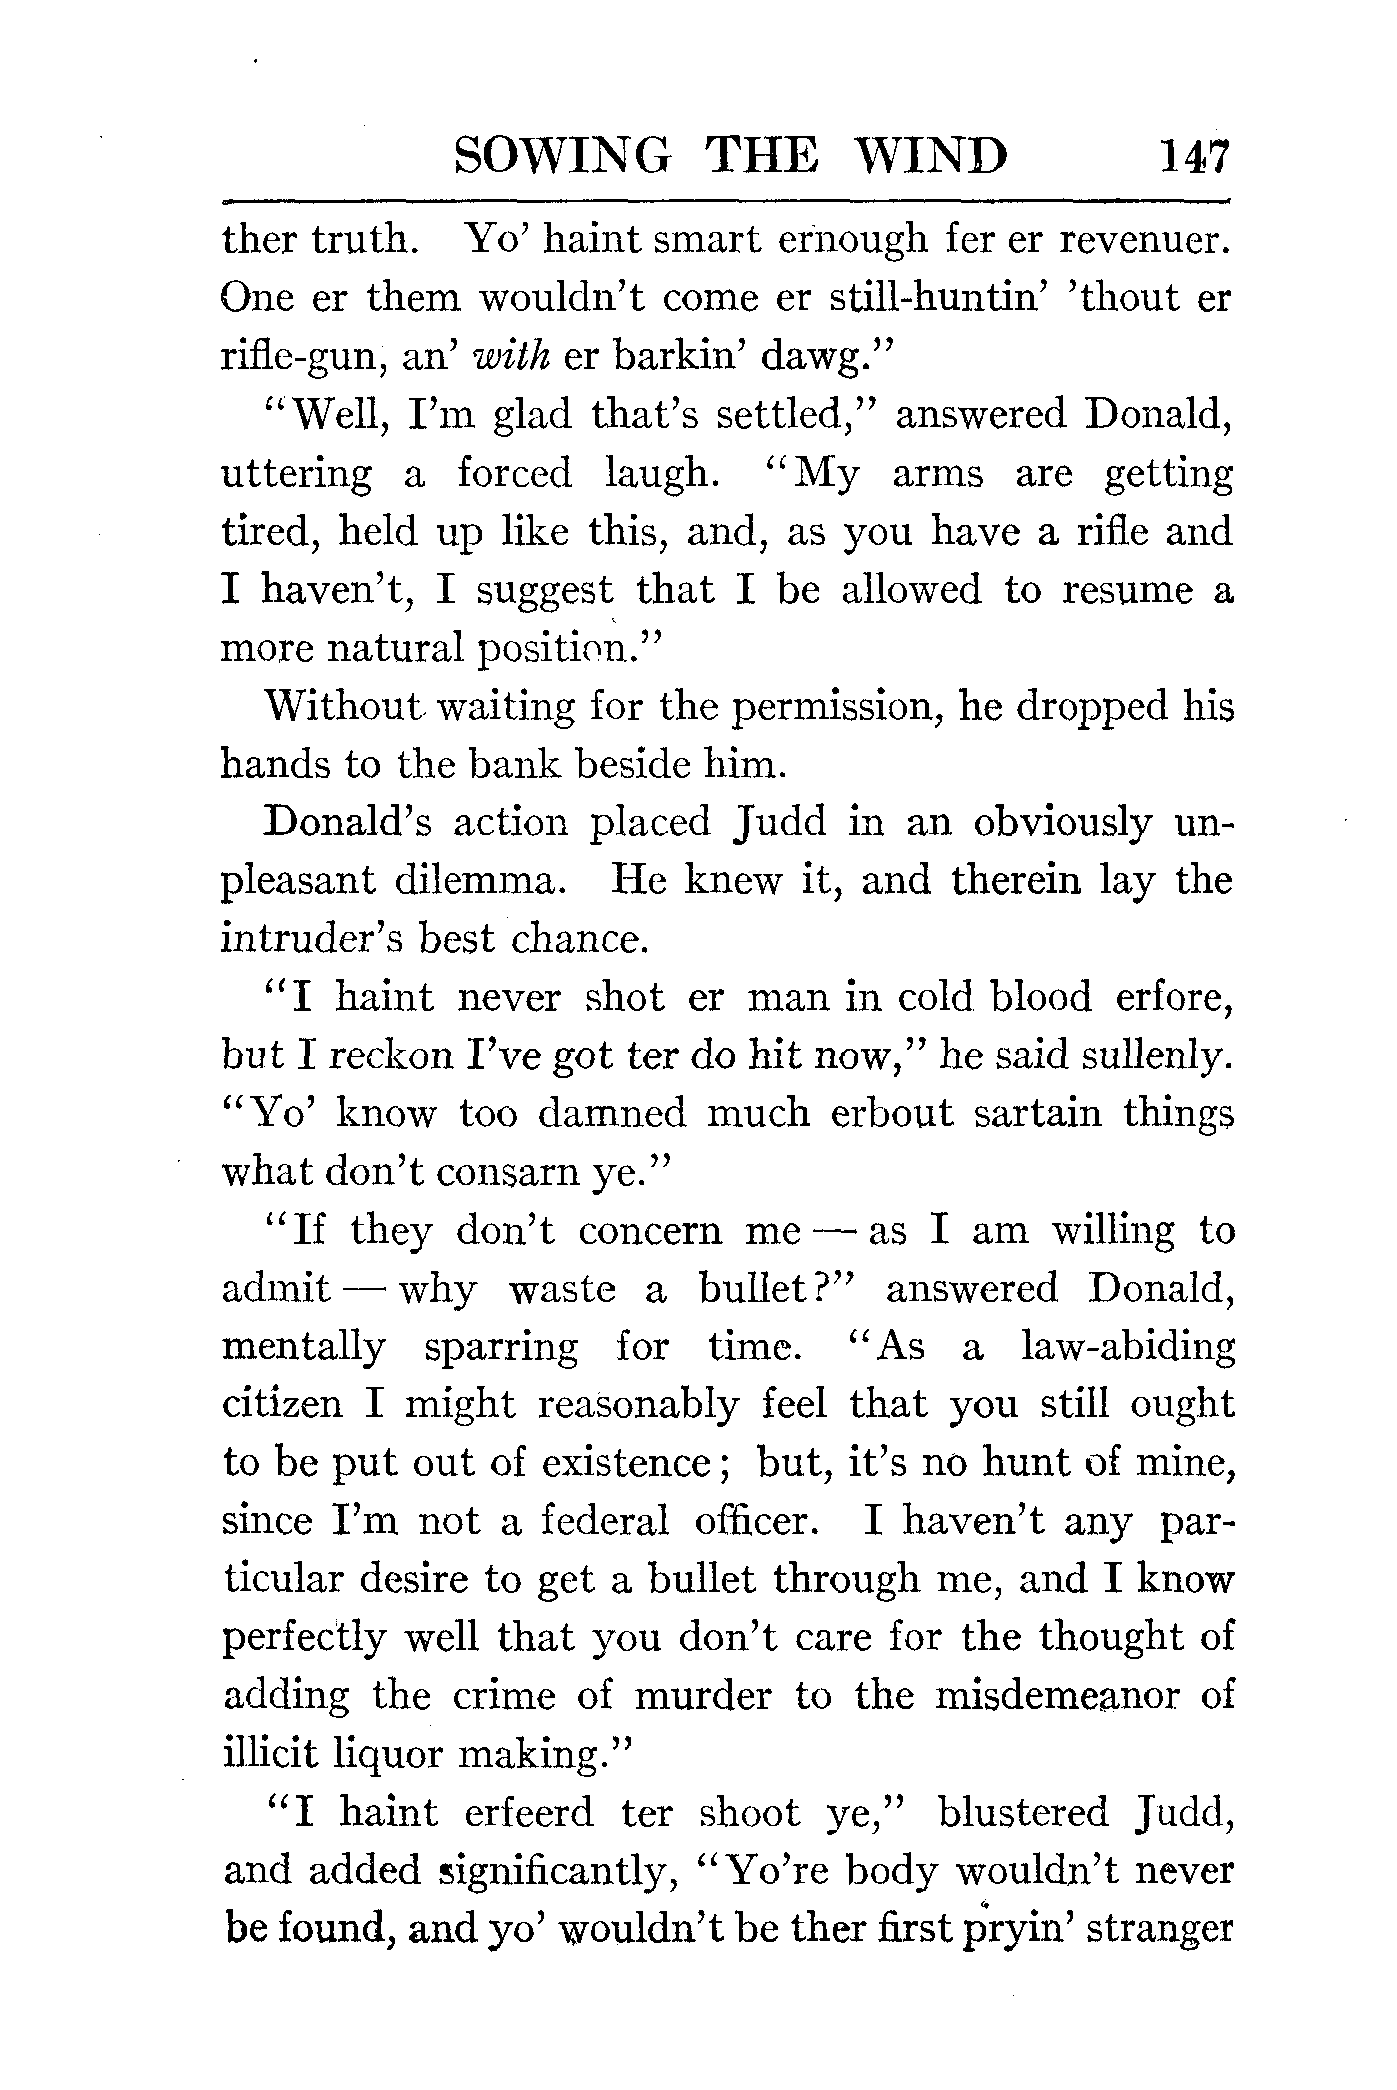 SOWING THE WIND 147
ther truth. Yo’ haint smart ernough fer er revenuer.
One er them wouldn’t come er still-huntin’ ’thout er
rifle-gun, an’ with er barkin’ dawg.”
“Well, I’m glad that’s settled,” answered Donald,
uttering a forced laugh. “My arms are getting
tired, held up like this, and, as you have a rifle and
I haven’t, I suggest that I be allowed to resume a
more natural position.”
Without waiting for the permission, he dropped his
hands to the bank beside him.
Donald’s action placed Judd in an obviously un-
pleasant dilemma. He knew it, and therein lay the
intruder’s best chance.
“I haint never shot er man in cold blood erfore,
but I reckon I’ve got ter do hit now,” he said sullenly.
“Yo’ know too damned much erbout sartain things
what don’t consarn ye.”
“If they don’t concern me — as I am willing to
admit — why waste a bullet?” answered Donald,
mentally sparring for time. “As a law-abiding
citizen I might reasonably feel that you still ought
to be put out of existence; but, it’s no hunt of mine,
since I’m not a federal officer. I haven’t any par-
ticular desire to get a bullet through me, and I know
perfectly well that you don’t care for the thought of
adding the crime of murder to the misdemeanor of
illicit liquor making.”
“I haint erfeerd ter shoot ye,” blustered Judd,
and added significantly, “Yo’re body wouldn’t never
be found, and yo’ wouldn’t be ther first pryin’ stranger